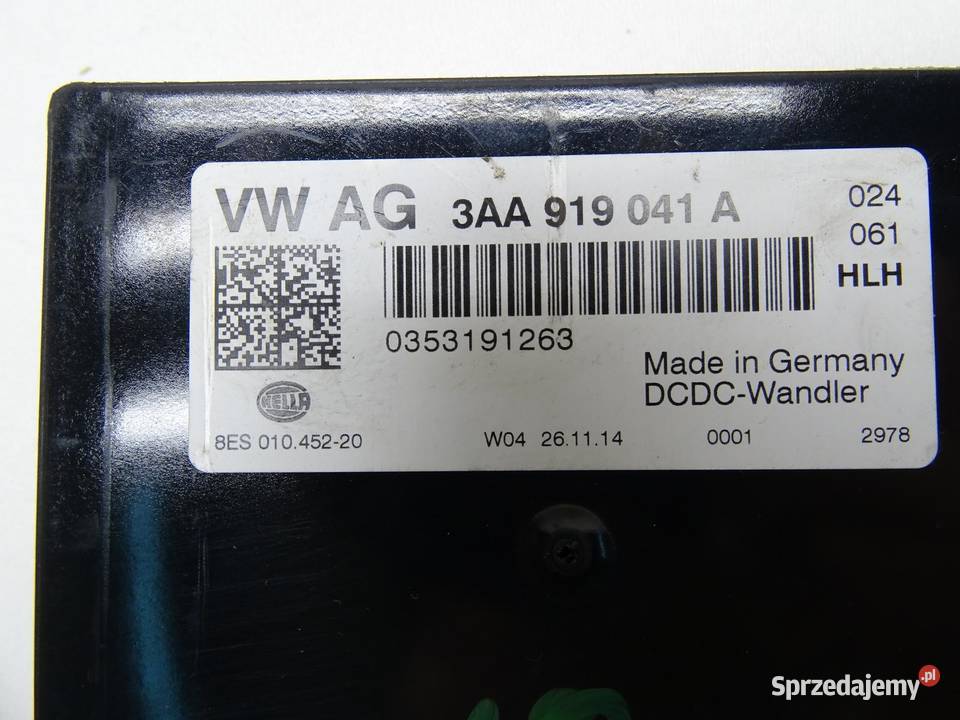 VW AG 3AA 919 041 A
024
061
HLH
0353191263
Made in Germany
DCDC-Wandler
HELLA
8ES 010.452-20 W04 26.11.14 0001 2978
Sprzedajemy.pl